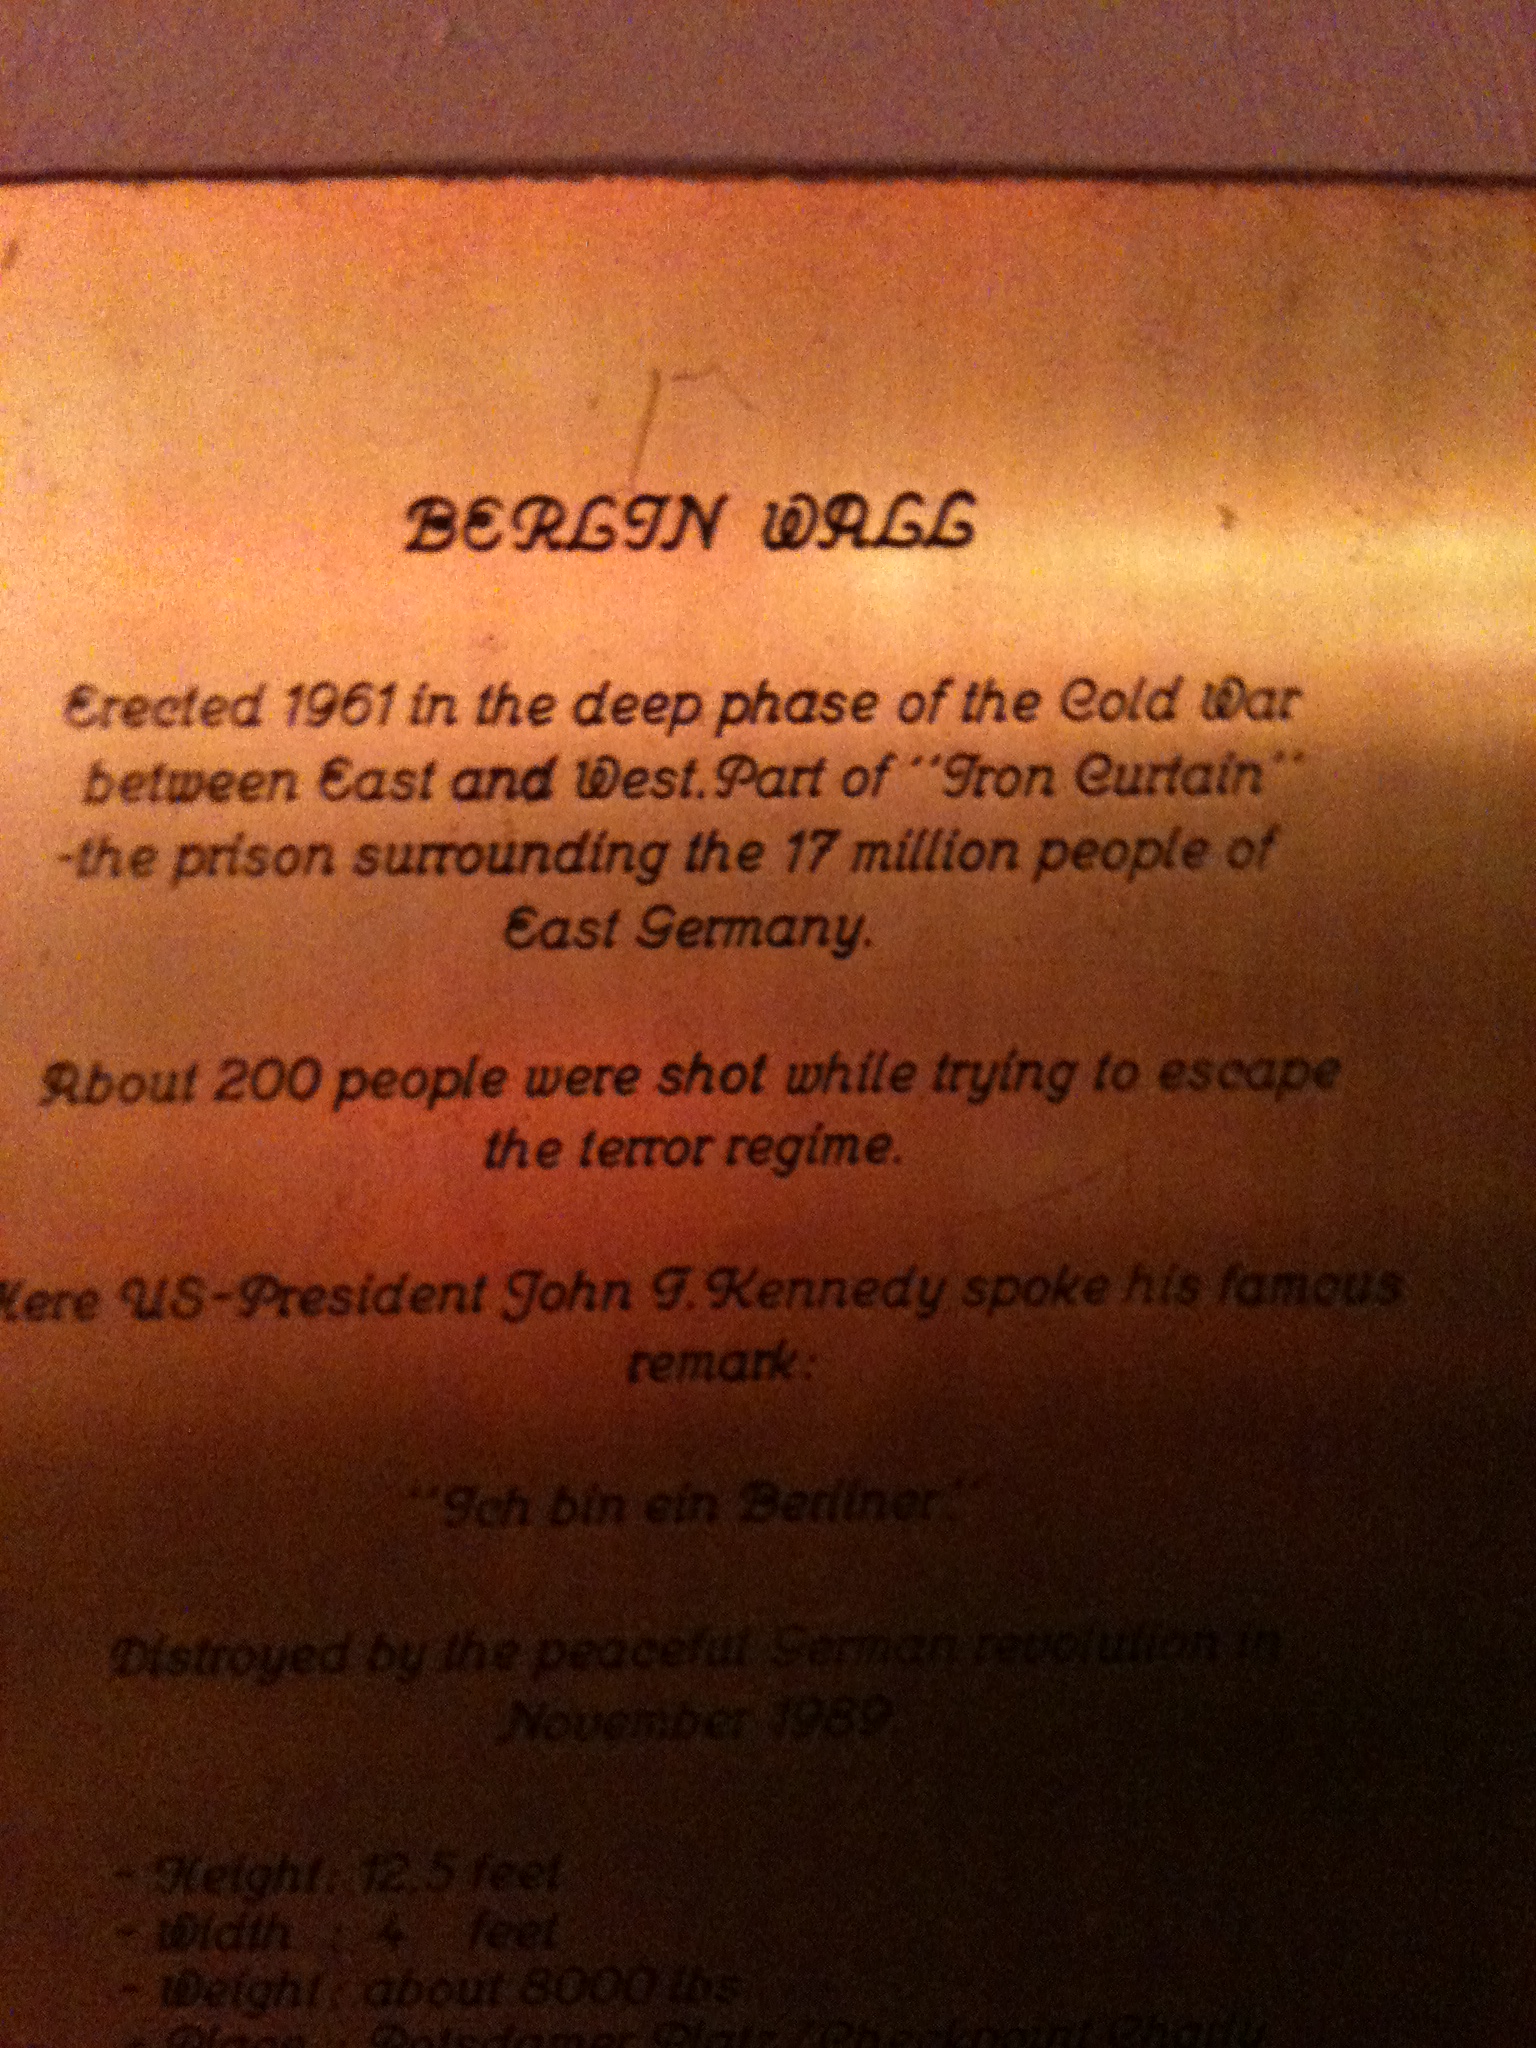 BERLIN WALL
Erected 1961 in the deep phase of the Cold War
between East and West. Part of "Iron Curtain"
-the prison surrounding the 17 million people of
East Germany.
About 200 people were shot while trying to escape
the terror regime.
Here US-President John F. Kennedy spoke his famous
remark:
"Ich bin ein Berliner."
Distroyed by the peaceful German revolution in
November 1989
- Height: 12.5 feet
- Width : 4 feet
- Weight: about 8000 lbs
- Place : Potsdamer Platz/Checkpoint Charly